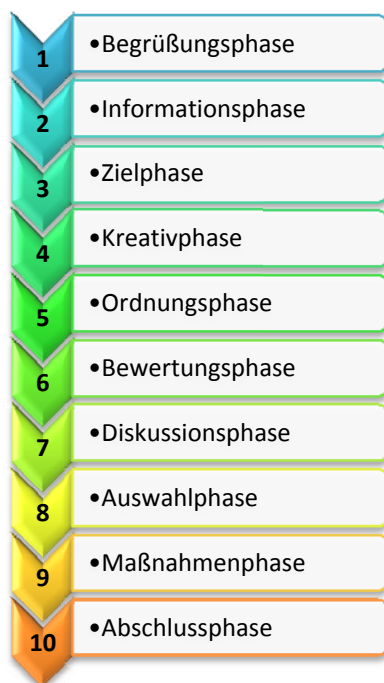 1 •Begrüßungsphase
2 •Informationsphase
3 •Zielphase
4 •Kreativphase
5 •Ordnungsphase
6 •Bewertungsphase
7 •Diskussionsphase
8 •Auswahlphase
9 •Maßnahmenphase
10 •Abschlussphase